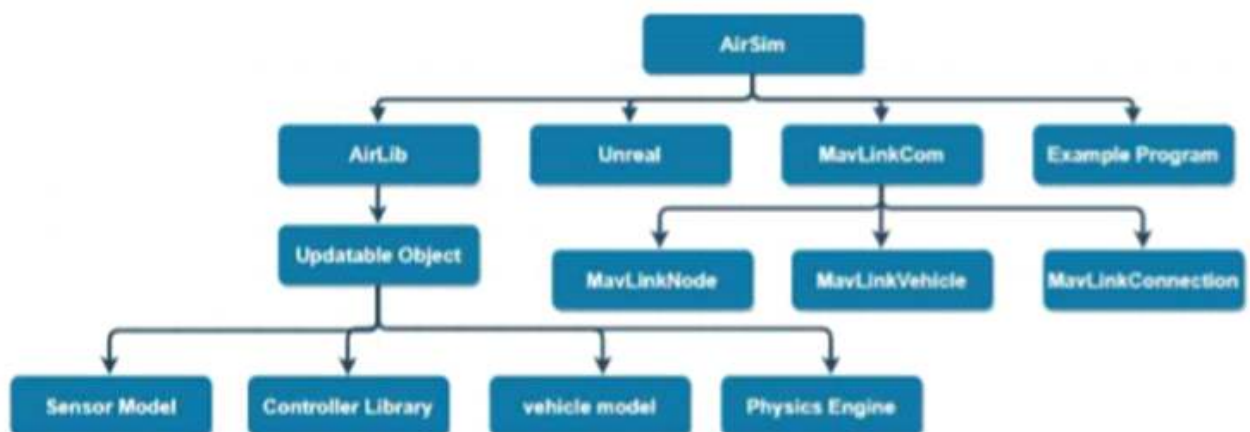 AirSim
AirLib
Unreal
MavLinkCom
Example Program
Updatable Object
MavLinkNode
MavLinkVehicle
MavLinkConnection
Sensor Model
Controller Library
vehicle model
Physics Engine